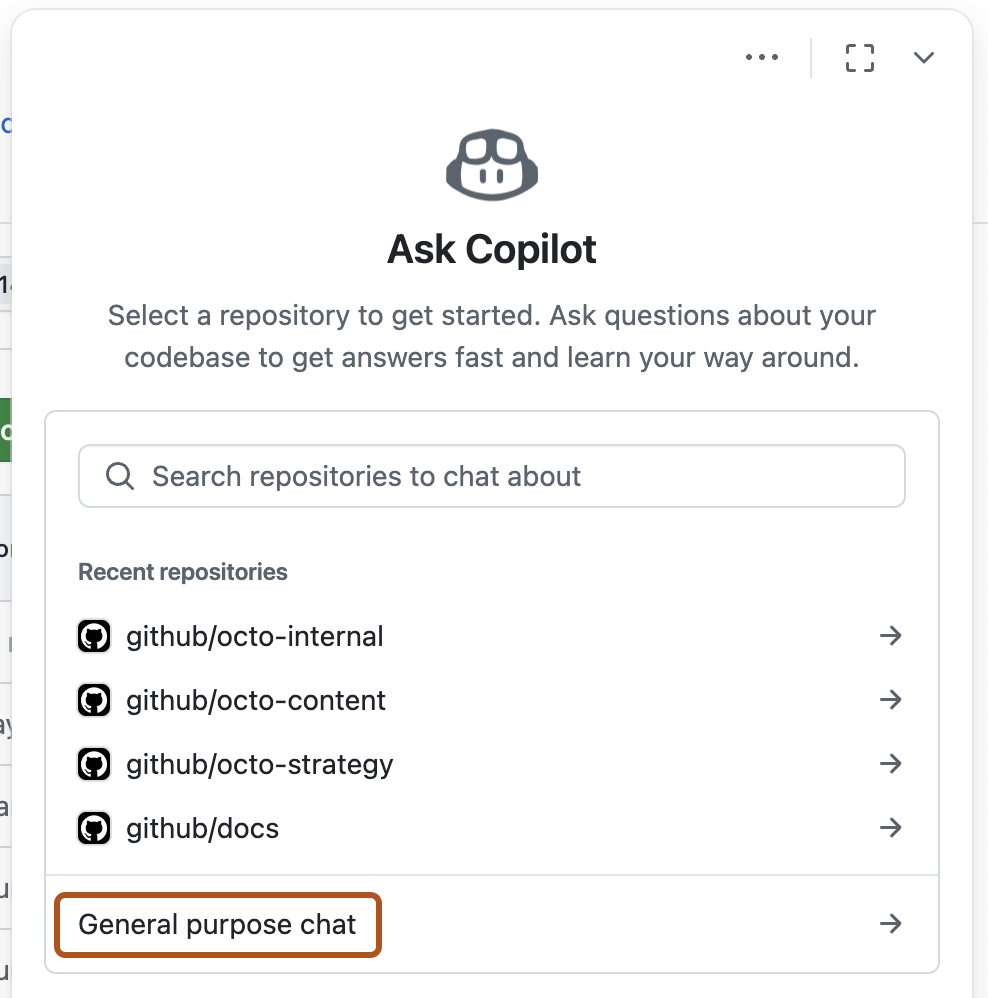 Ask Copilot
Select a repository to get started. Ask questions about your
codebase to get answers fast and learn your way around.
Search repositories to chat about
Recent repositories
github/octo-internal
github/octo-content
github/octo-strategy
github/docs
General purpose chat